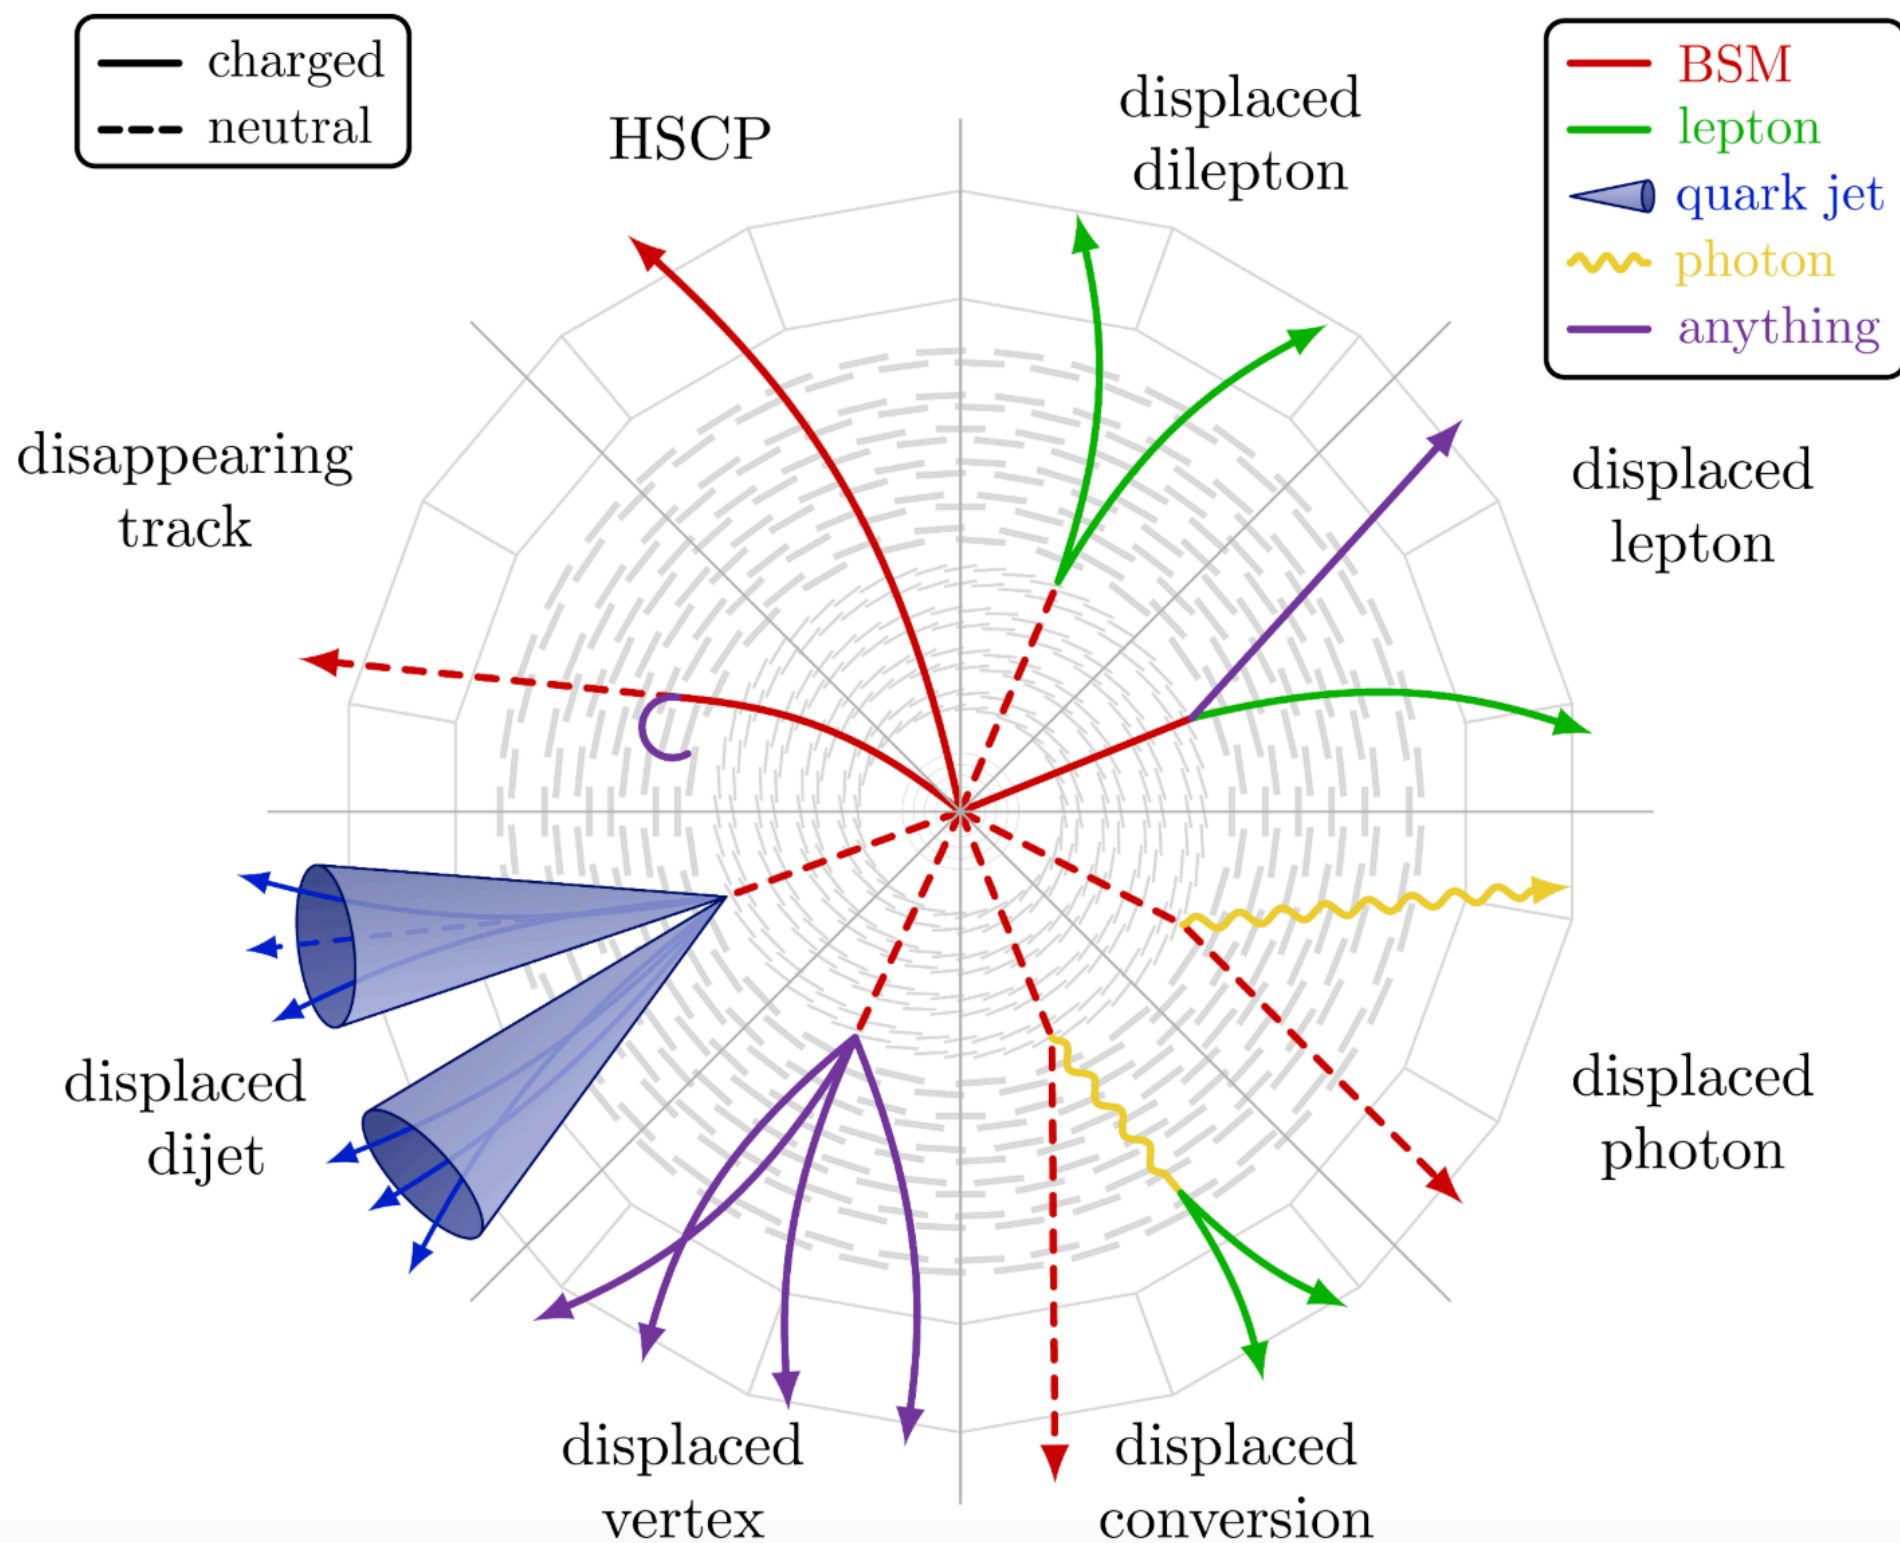 charged
neutral
HSCP
displaced
dilepton
BSM
lepton
quark jet
photon
anything
disappearing
track
displaced
lepton
displaced
dijet
displaced
photon
displaced
vertex
displaced
conversion